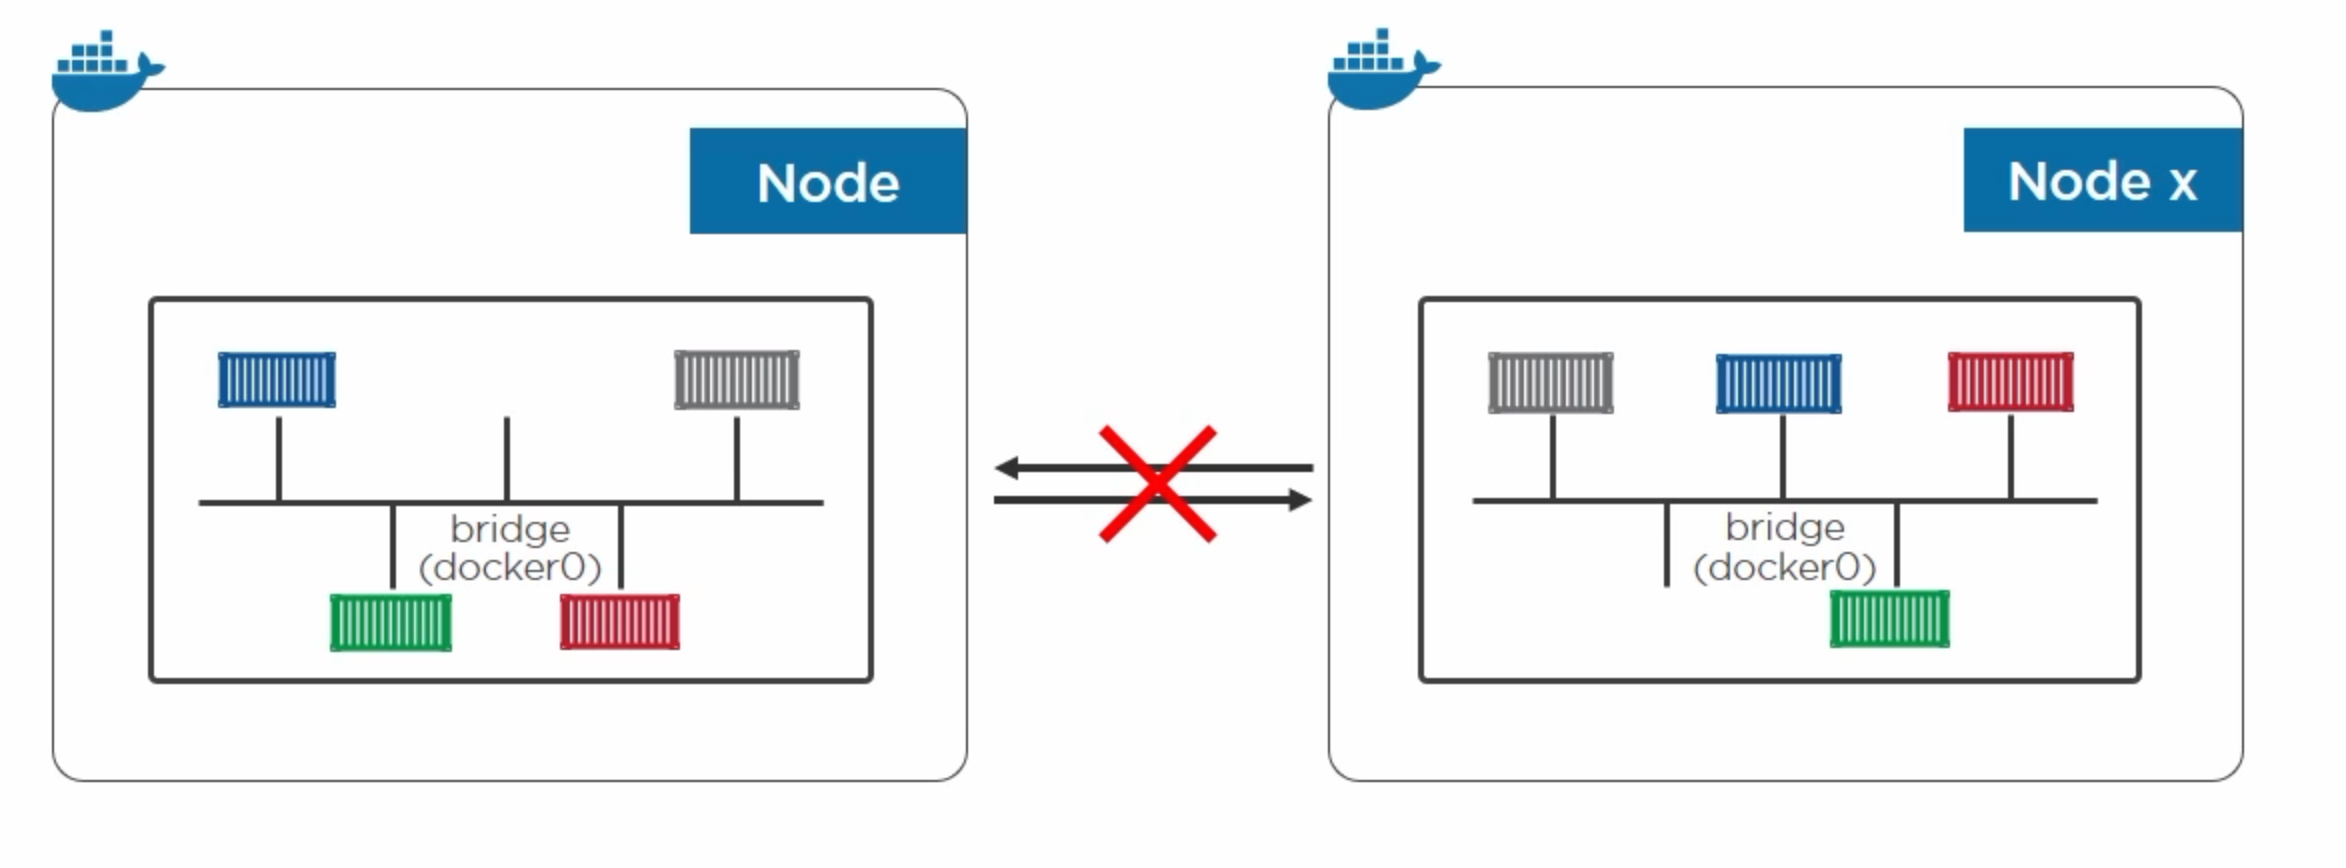 Node
Node x
bridge
(docker0)
bridge
(docker0)